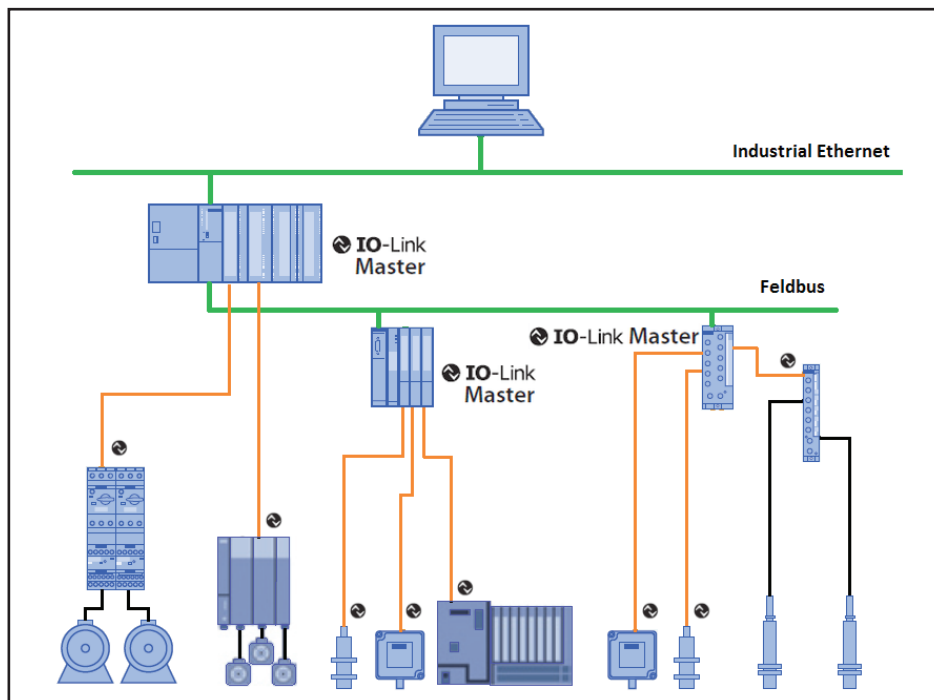 Industrial Ethernet
IO-Link
Master
Feldbus
IO-Link Master
IO-Link
Master